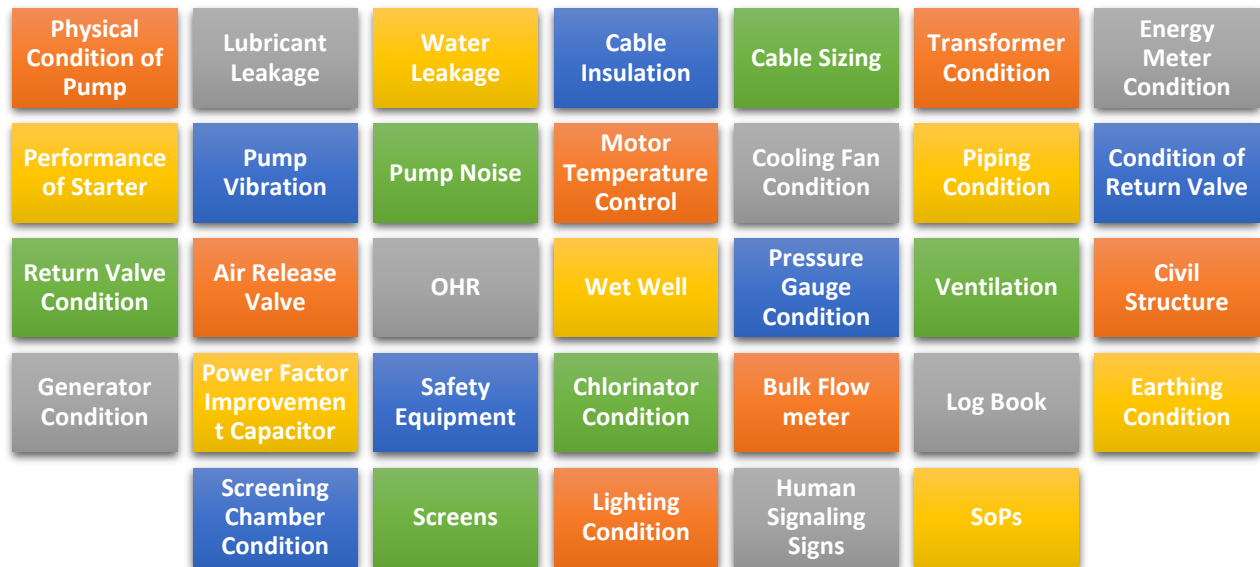 Physical
Condition of
Pump
Lubricant
Leakage
Water
Leakage
Cable
Insulation
Cable Sizing
Transformer
Condition
Energy
Meter
Condition
Performance
of Starter
Pump
Vibration
Pump Noise
Motor
Temperature
Control
Cooling Fan
Condition
Piping
Condition
Condition of
Return Valve
Return Valve
Condition
Air Release
Valve
OHR
Wet Well
Pressure
Gauge
Condition
Ventilation
Civil
Structure
Generator
Condition
Power Factor
Improvemen
t Capacitor
Safety
Equipment
Chlorinator
Condition
Bulk Flow
meter
Log Book
Earthing
Condition
Screening
Chamber
Condition
Screens
Lighting
Condition
Human
Signaling
Signs
SoPs